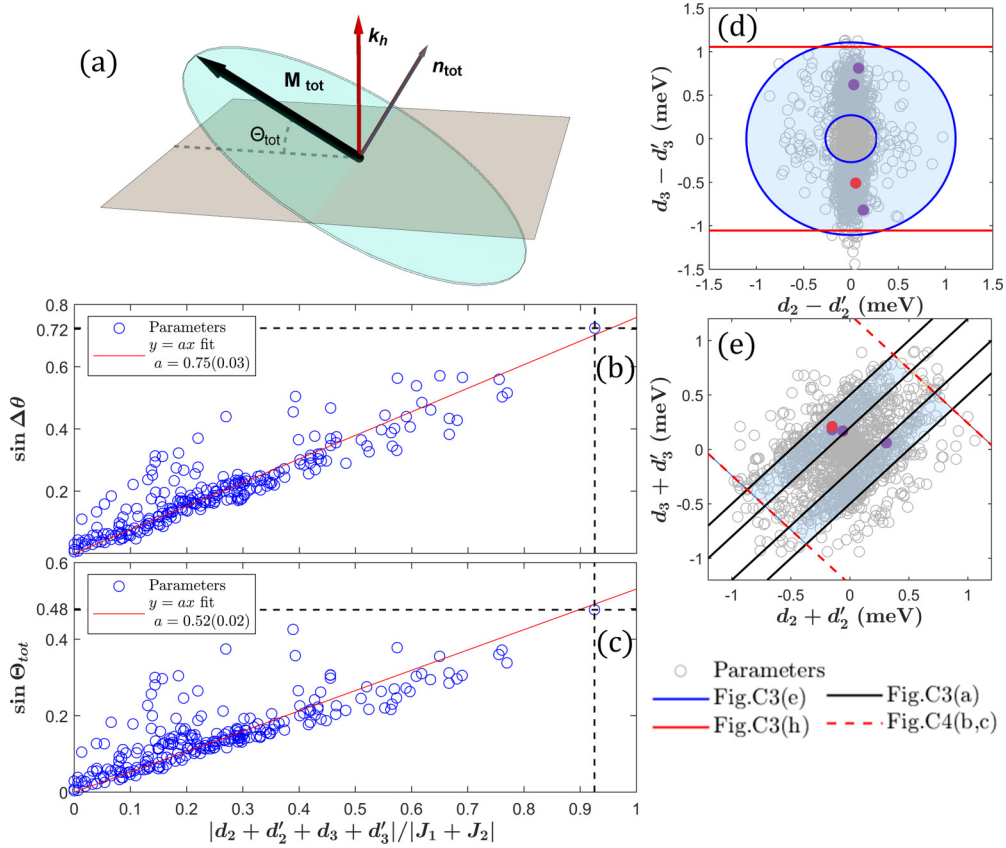 (a)
k_h
n_tot
M_tot
Θ_tot
0.8
0.72
0.6
0.4
0.2
0
sin Δθ
Parameters
y = ax fit
a = 0.75(0.03)
(b)
0.6
0.48
0.4
0.2
0
sin Θ_tot
Parameters
y = ax fit
a = 0.52(0.02)
(c)
0 0.1 0.2 0.3 0.4 0.5 0.6 0.7 0.8 0.9 1
|d_2 + d'_2 + d_3 + d'_3|/|J_1 + J_2|
(d)
1.5
1
0.5
0
-0.5
-1
-1.5
d_3 − d'_3 (meV)
-1.5 -1 -0.5 0 0.5 1 1.5
d_2 − d'_2 (meV)
(e)
1
0.5
0
-0.5
-1
d_3 + d'_3 (meV)
-1 -0.5 0 0.5 1
d_2 + d'_2 (meV)
Parameters
Fig.C3(e) Fig.C3(a)
Fig.C3(h) Fig.C4(b,c)